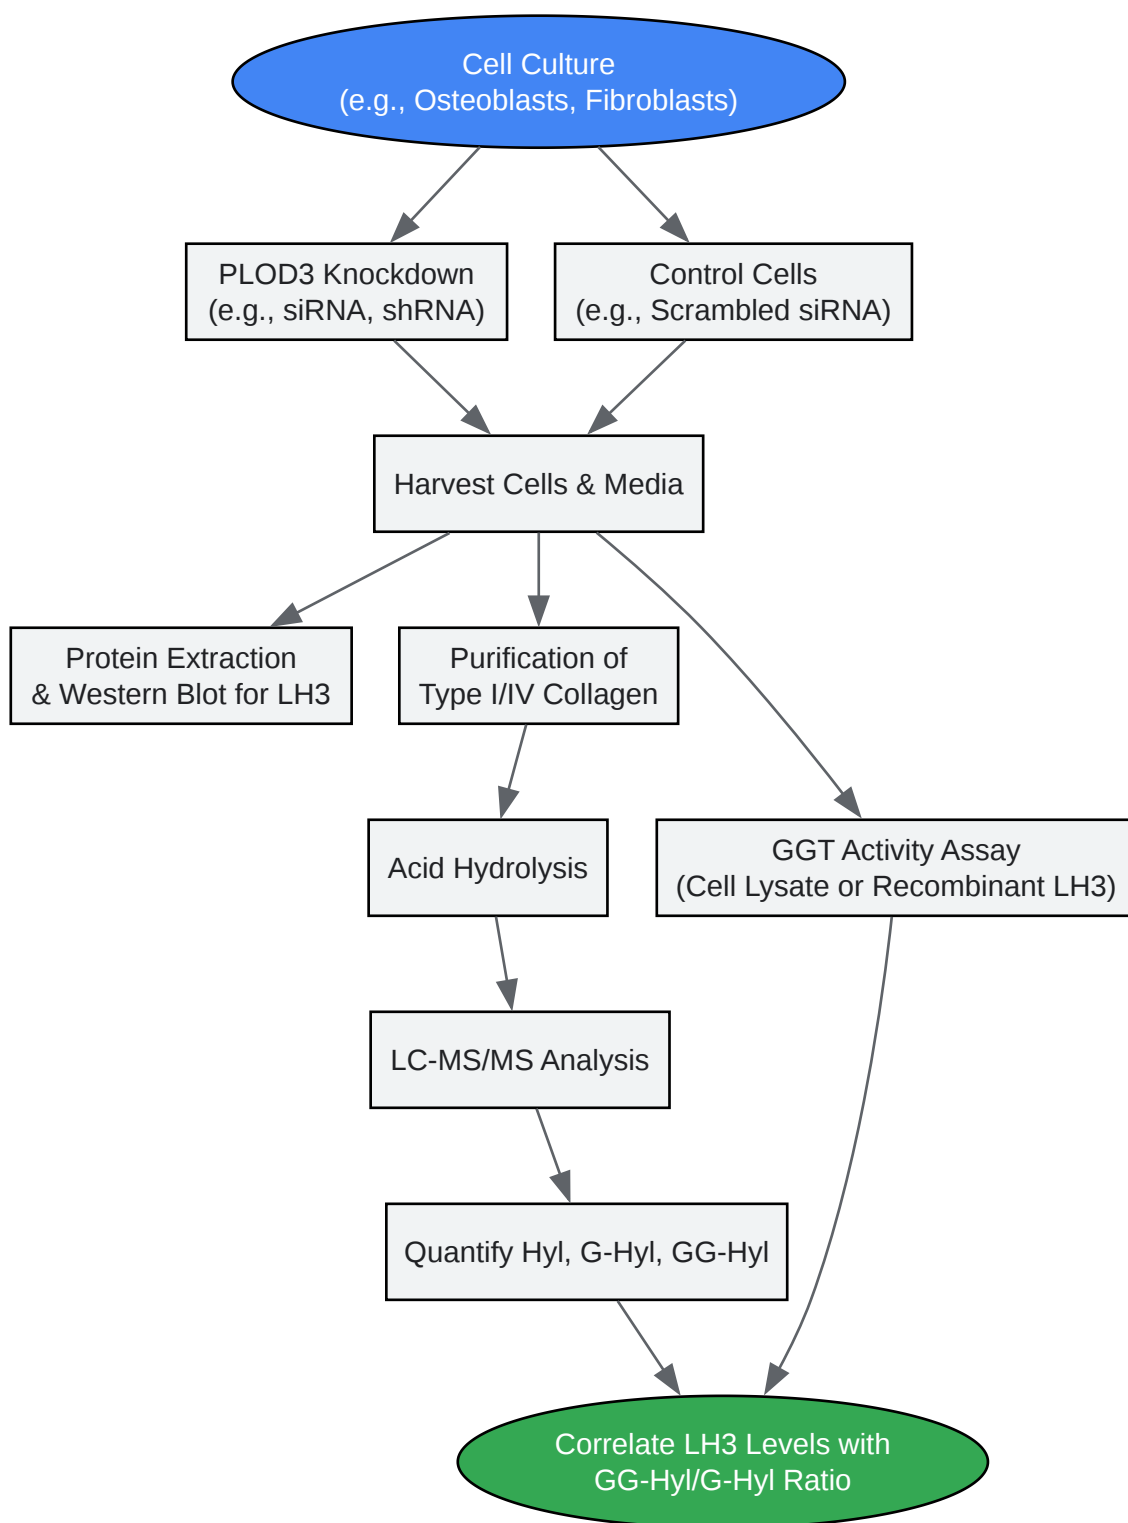 Cell Culture
(e.g., Osteoblasts, Fibroblasts)
PLOD3 Knockdown
(e.g., siRNA, shRNA)
Control Cells
(e.g., Scrambled siRNA)
Harvest Cells & Media
Protein Extraction
& Western Blot for LH3
Purification of
Type I/IV Collagen
Acid Hydrolysis
GGT Activity Assay
(Cell Lysate or Recombinant LH3)
LC-MS/MS Analysis
Quantify Hyl, G-Hyl, GG-Hyl
Correlate LH3 Levels with
GG-Hyl/G-Hyl Ratio